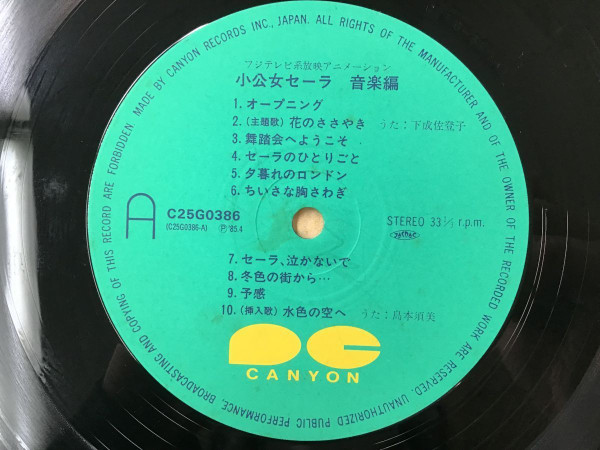 MADE BY CANYON RECORDS INC., JAPAN. ALL RIGHTS OF THE MANUFACTURER AND OF THE OWNER OF THE RECORDED WORK ARE RESERVED. UNAUTHORIZED PUBLIC PERFORMANCE, BROADCASTING AND COPYING OF THIS RECORD ARE FORBIDDEN.
フジテレビ系放映アニメーション
小公女セーラ 音楽編
1. オープニング
2. (主題歌) 花のささやき うた:下成佐登子
3. 舞踏会へようこそ
4. セーラのひとりごと
5. 夕暮れのロンドン
6. ちいさな胸さわぎ
A
C25G0386
(C25G0386-A) Ⓟ'85.4
STEREO 33 1/3 r.p.m.
7. セーラ、泣かないで
8. 冬色の街から…
9. 予感
10. (挿入歌) 水色の空へ うた:島本須美
CANYON